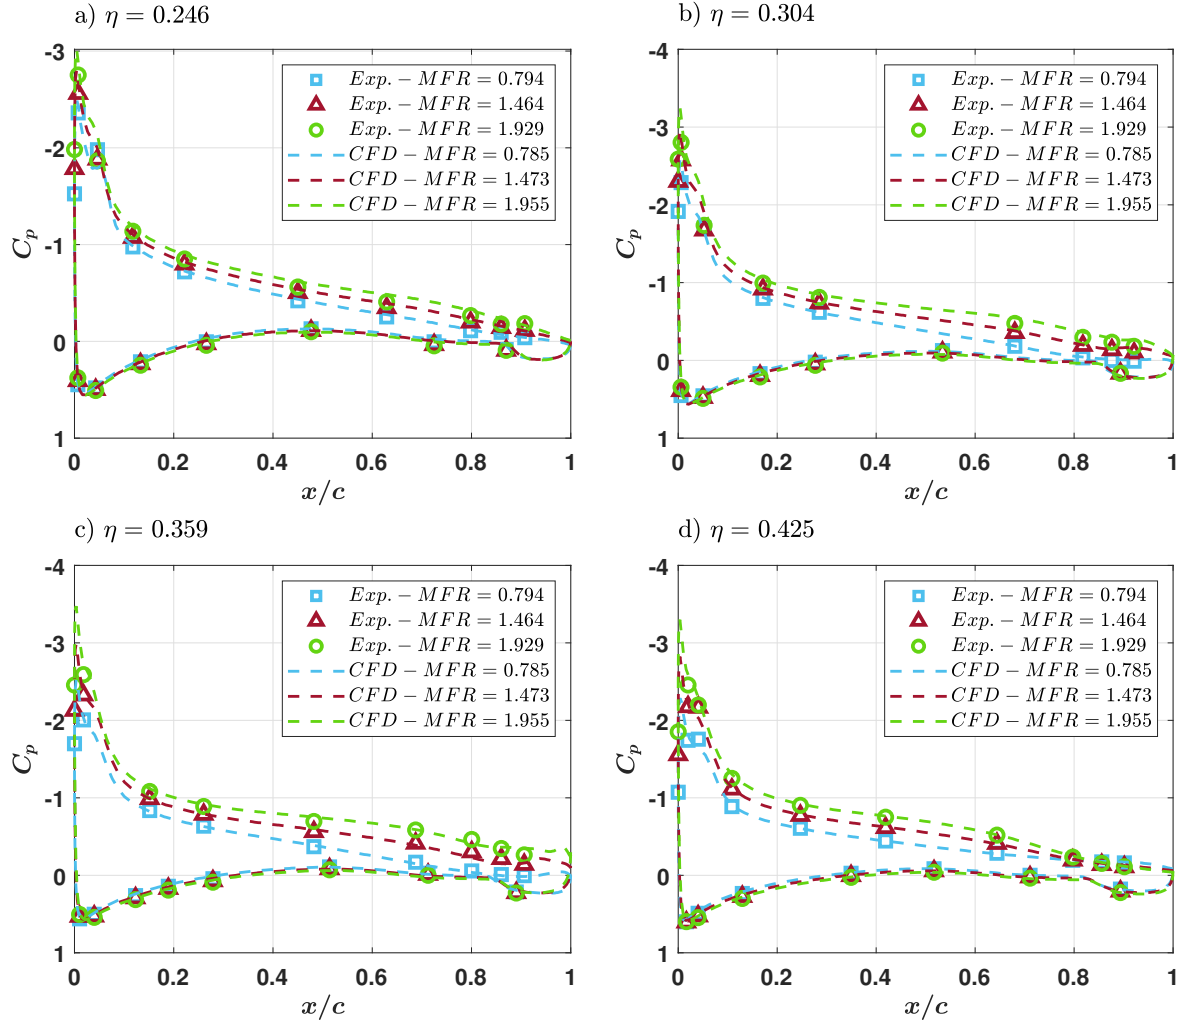 a) η = 0.246
-3
-2
-1
0
1
C_p
0
0.2
0.4
0.6
0.8
1
x/c
Exp. − MFR = 0.794
Exp. − MFR = 1.464
Exp. − MFR = 1.929
CFD − MFR = 0.785
CFD − MFR = 1.473
CFD − MFR = 1.955
b) η = 0.304
-4
-3
-2
-1
0
1
C_p
0
0.2
0.4
0.6
0.8
1
x/c
Exp. − MFR = 0.794
Exp. − MFR = 1.464
Exp. − MFR = 1.929
CFD − MFR = 0.785
CFD − MFR = 1.473
CFD − MFR = 1.955
c) η = 0.359
-4
-3
-2
-1
0
1
C_p
0
0.2
0.4
0.6
0.8
1
x/c
Exp. − MFR = 0.794
Exp. − MFR = 1.464
Exp. − MFR = 1.929
CFD − MFR = 0.785
CFD − MFR = 1.473
CFD − MFR = 1.955
d) η = 0.425
-4
-3
-2
-1
0
1
C_p
0
0.2
0.4
0.6
0.8
1
x/c
Exp. − MFR = 0.794
Exp. − MFR = 1.464
Exp. − MFR = 1.929
CFD − MFR = 0.785
CFD − MFR = 1.473
CFD − MFR = 1.955